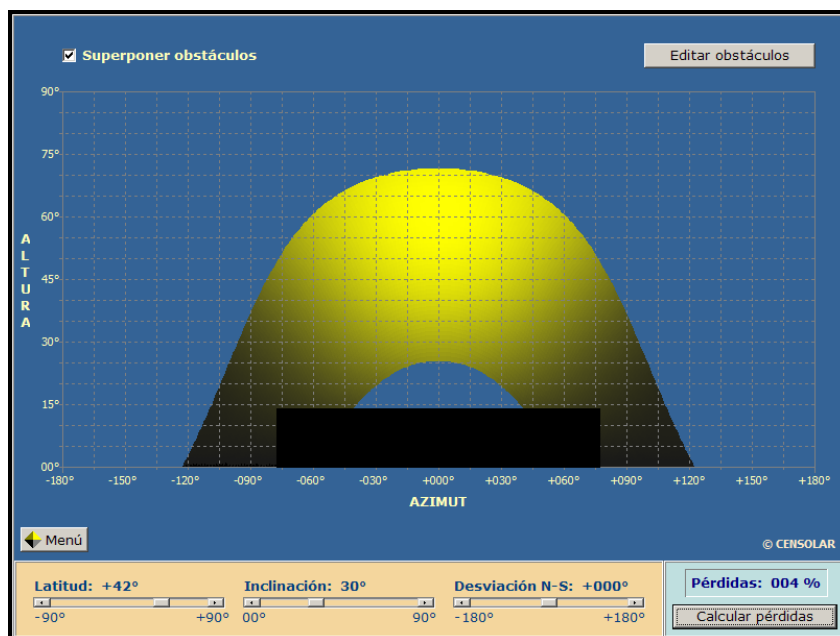 Superponer obstáculos
Editar obstáculos
90°
75°
60°
45°
30°
15°
00°
ALTURA
-180° -150° -120° -090° -060° -030° +000° +030° +060° +090° +120° +150° +180°
AZIMUT
Menú
© CENSOLAR
Latitud: +42°
-90° +90°
Inclinación: 30°
00° 90°
Desviación N-S: +000°
-180° +180°
Pérdidas: 004 %
Calcular pérdidas